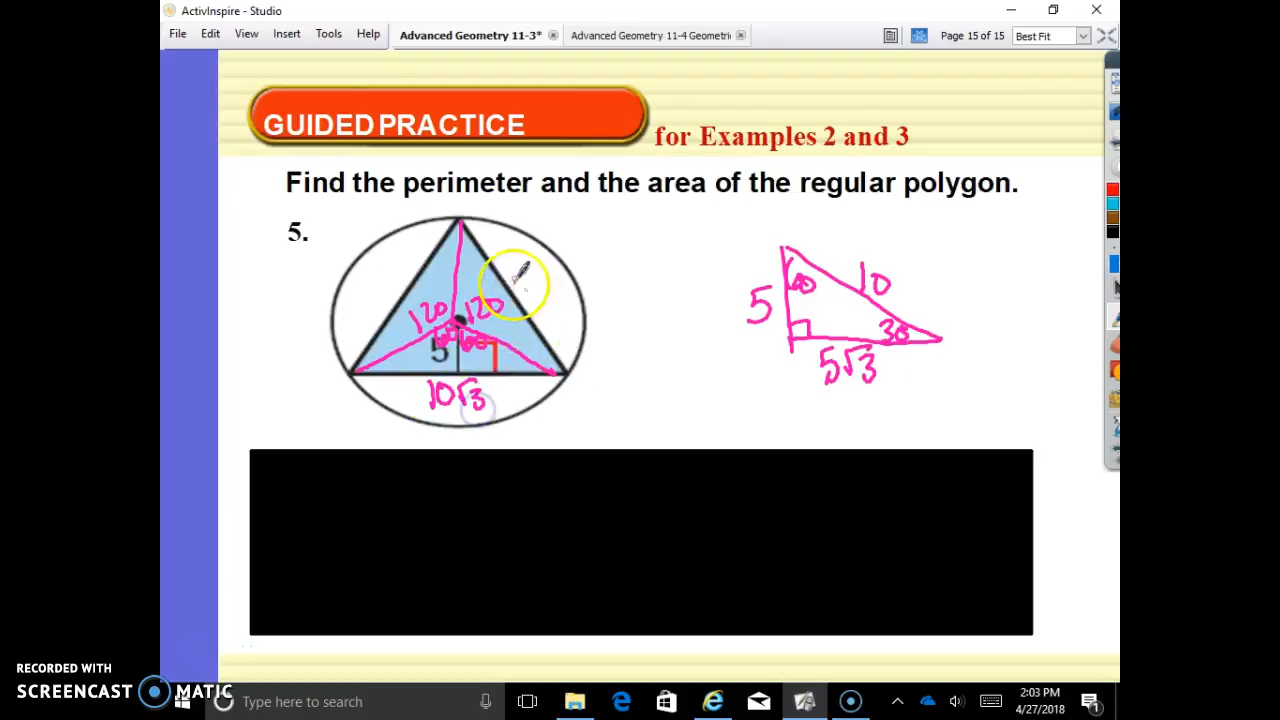 ActivInspire - Studio
File Edit View Insert Tools Help
Advanced Geometry 11-3*
Advanced Geometry 11-4 Geometri
Page 15 of 15
Best Fit
GUIDED PRACTICE
for Examples 2 and 3
Find the perimeter and the area of the regular polygon.
5.
120 120
60 60
5
10√3
60 10
5
30
5√3
RECORDED WITH
SCREENCAST MATIC
Type here to search
2:03 PM
4/27/2018
1